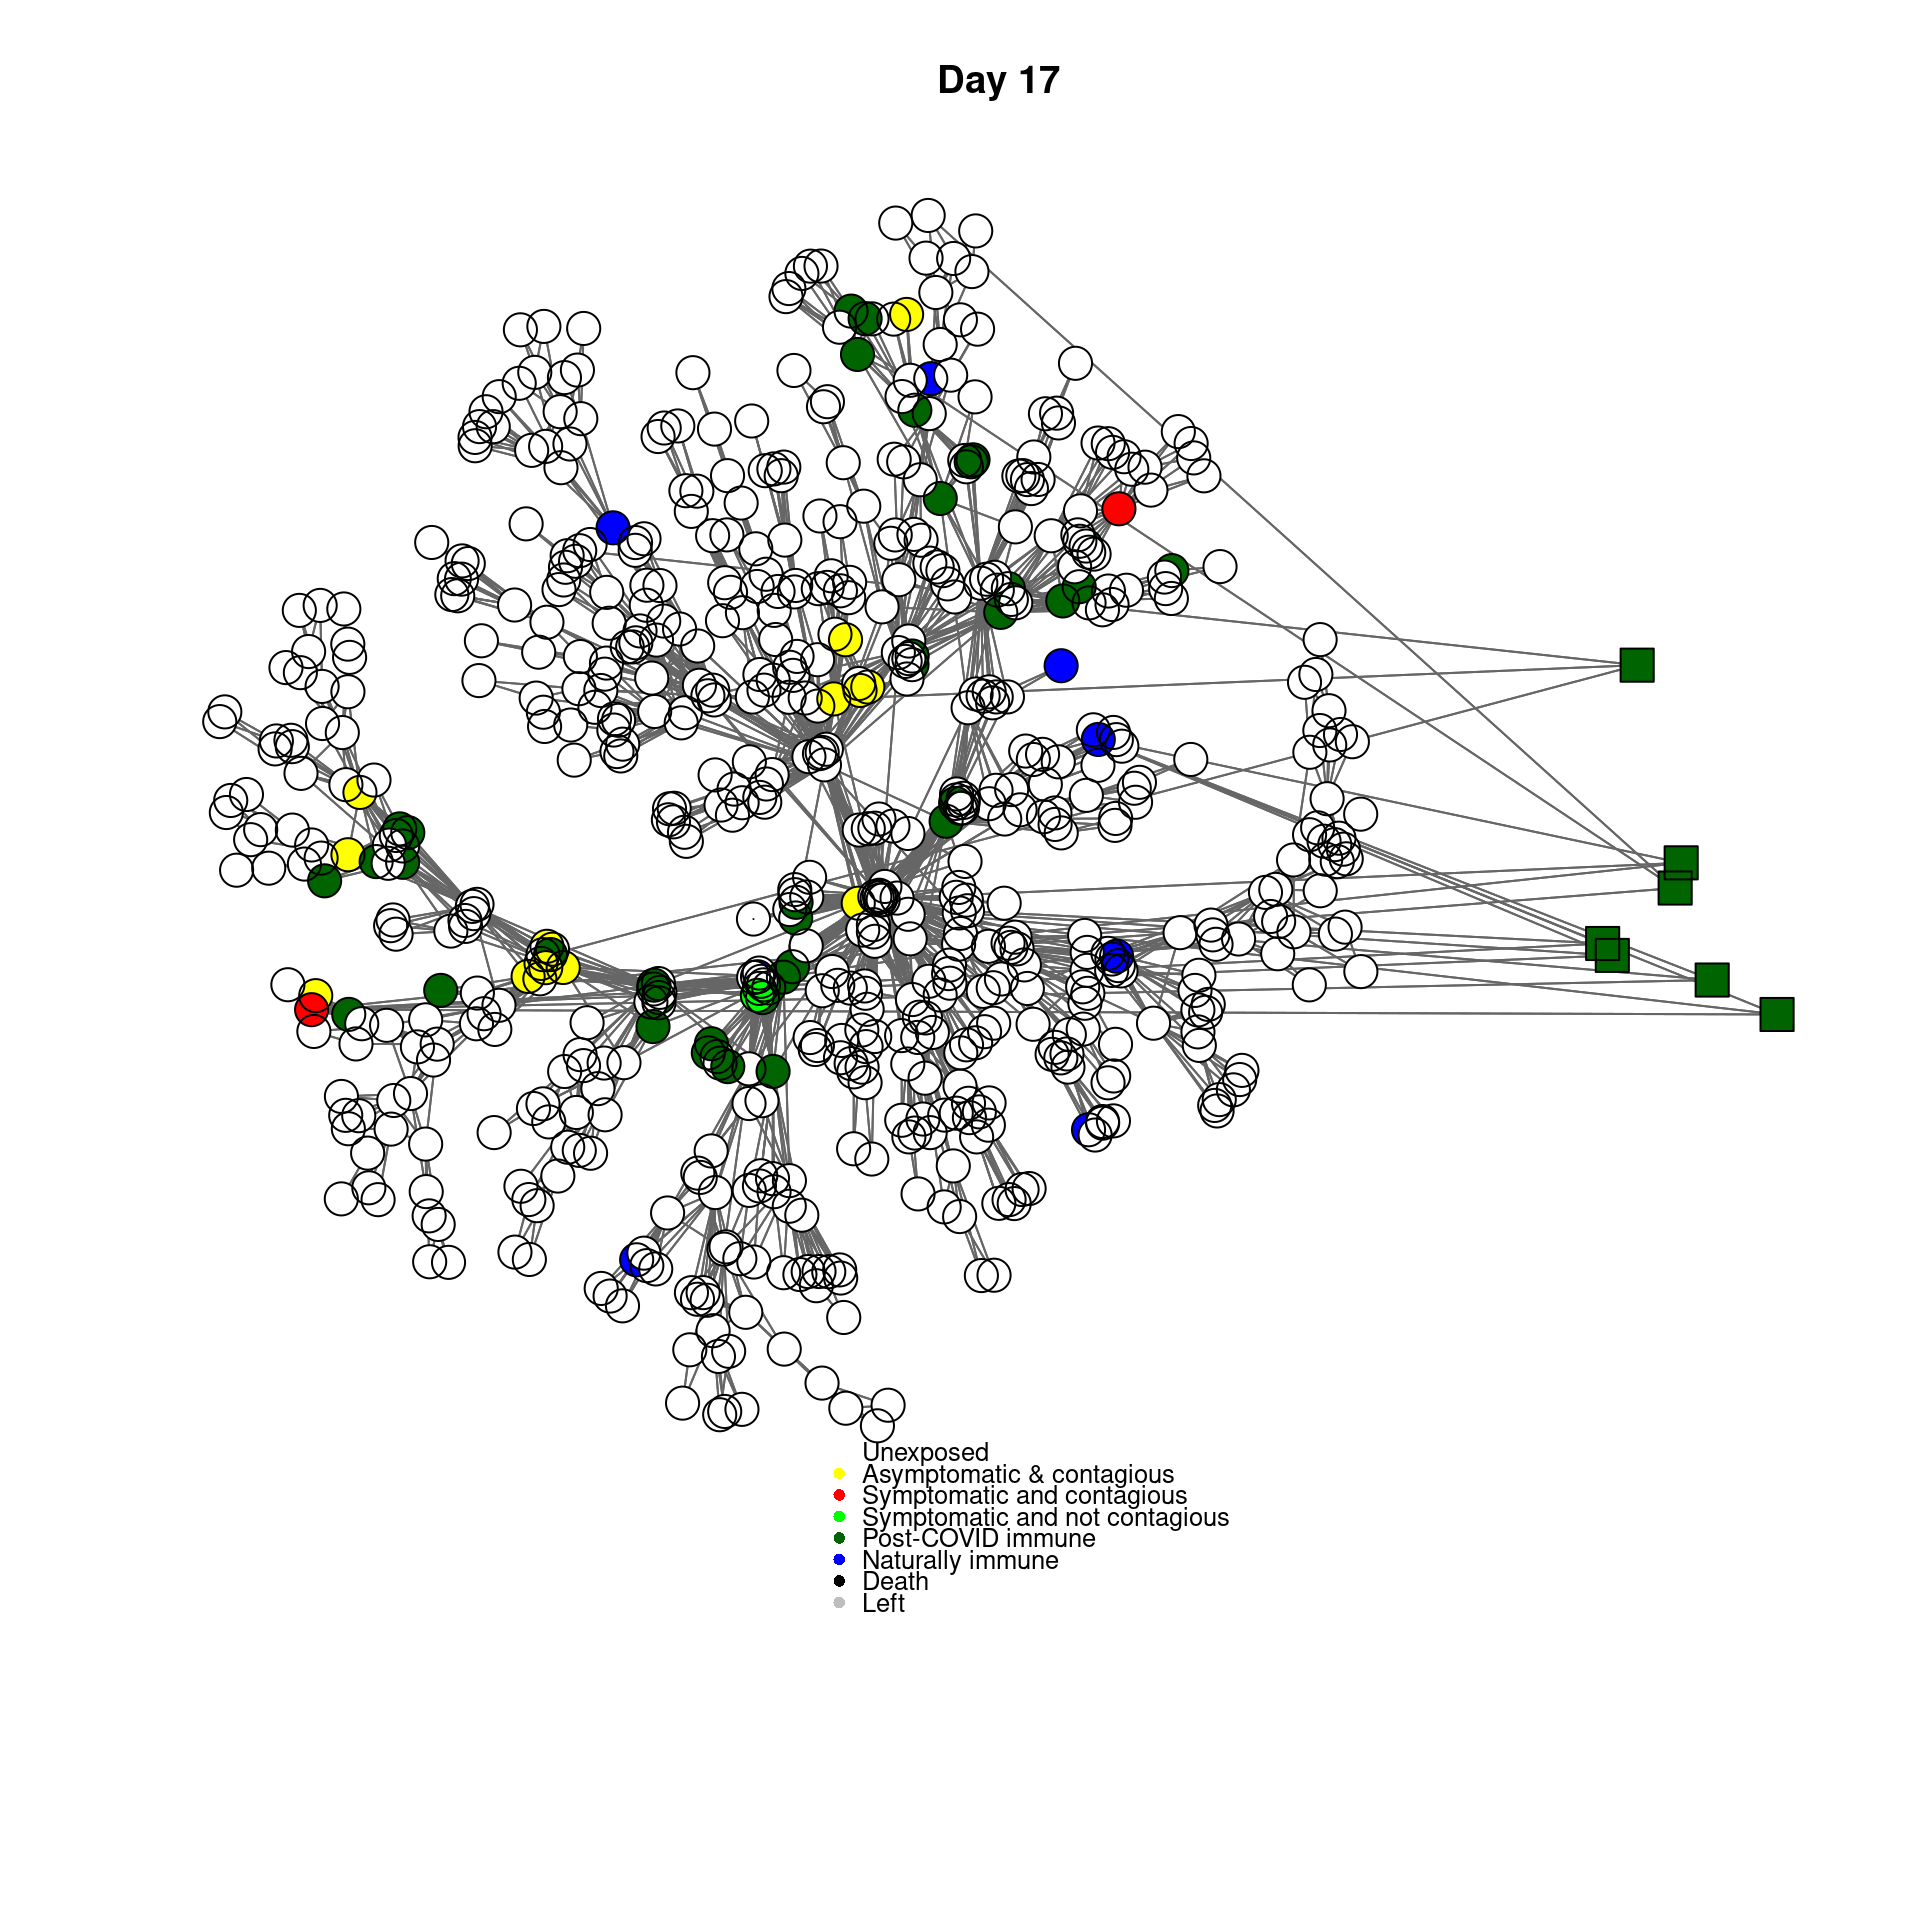 Day 17
Unexposed
Asymptomatic & contagious
Symptomatic and contagious
Symptomatic and not contagious
Post-COVID immune
Naturally immune
Death
Left